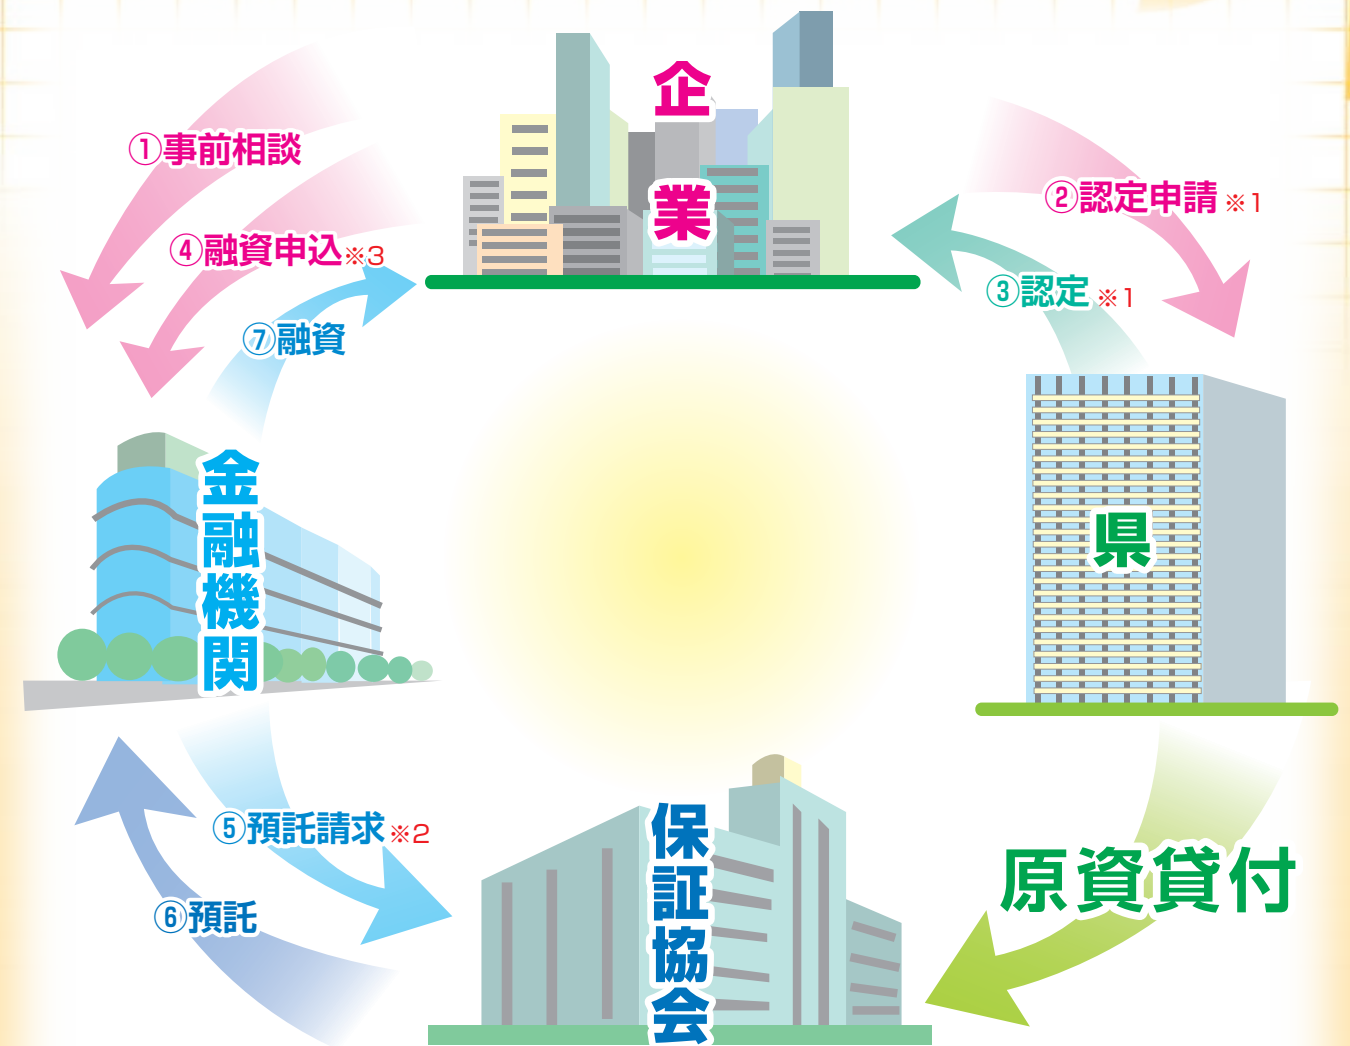 企業
①事前相談
②認定申請 ※1
④融資申込※3
③認定 ※1
⑦融資
金融機関
県
⑤預託請求※2
保証協会
原資貸付
⑥預託